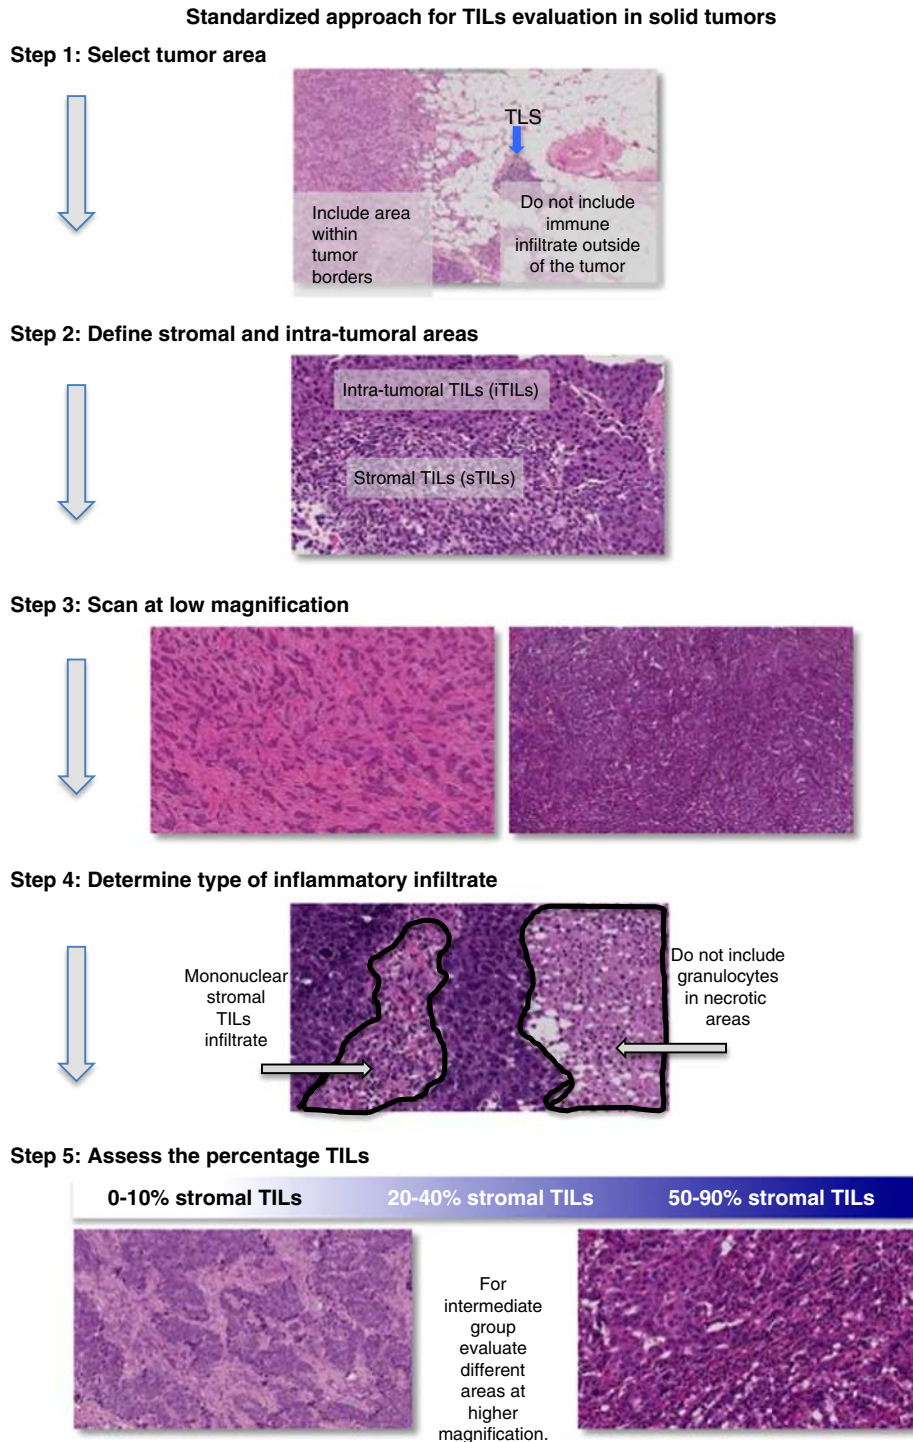 Standardized approach for TILs evaluation in solid tumors
Step 1: Select tumor area
TLS
Include area
within
tumor
borders
Do not include
immune
infiltrate outside
of the tumor
Step 2: Define stromal and intra-tumoral areas
Intra-tumoral TILs (iTILs)
Stromal TILs (sTILs)
Step 3: Scan at low magnification
Step 4: Determine type of inflammatory infiltrate
Mononuclear
stromal
TILs
infiltrate
Do not include
granulocytes
in necrotic
areas
Step 5: Assess the percentage TILs
0-10% stromal TILs
20-40% stromal TILs
50-90% stromal TILs
For
intermediate
group
evaluate
different
areas at
higher
magnification.